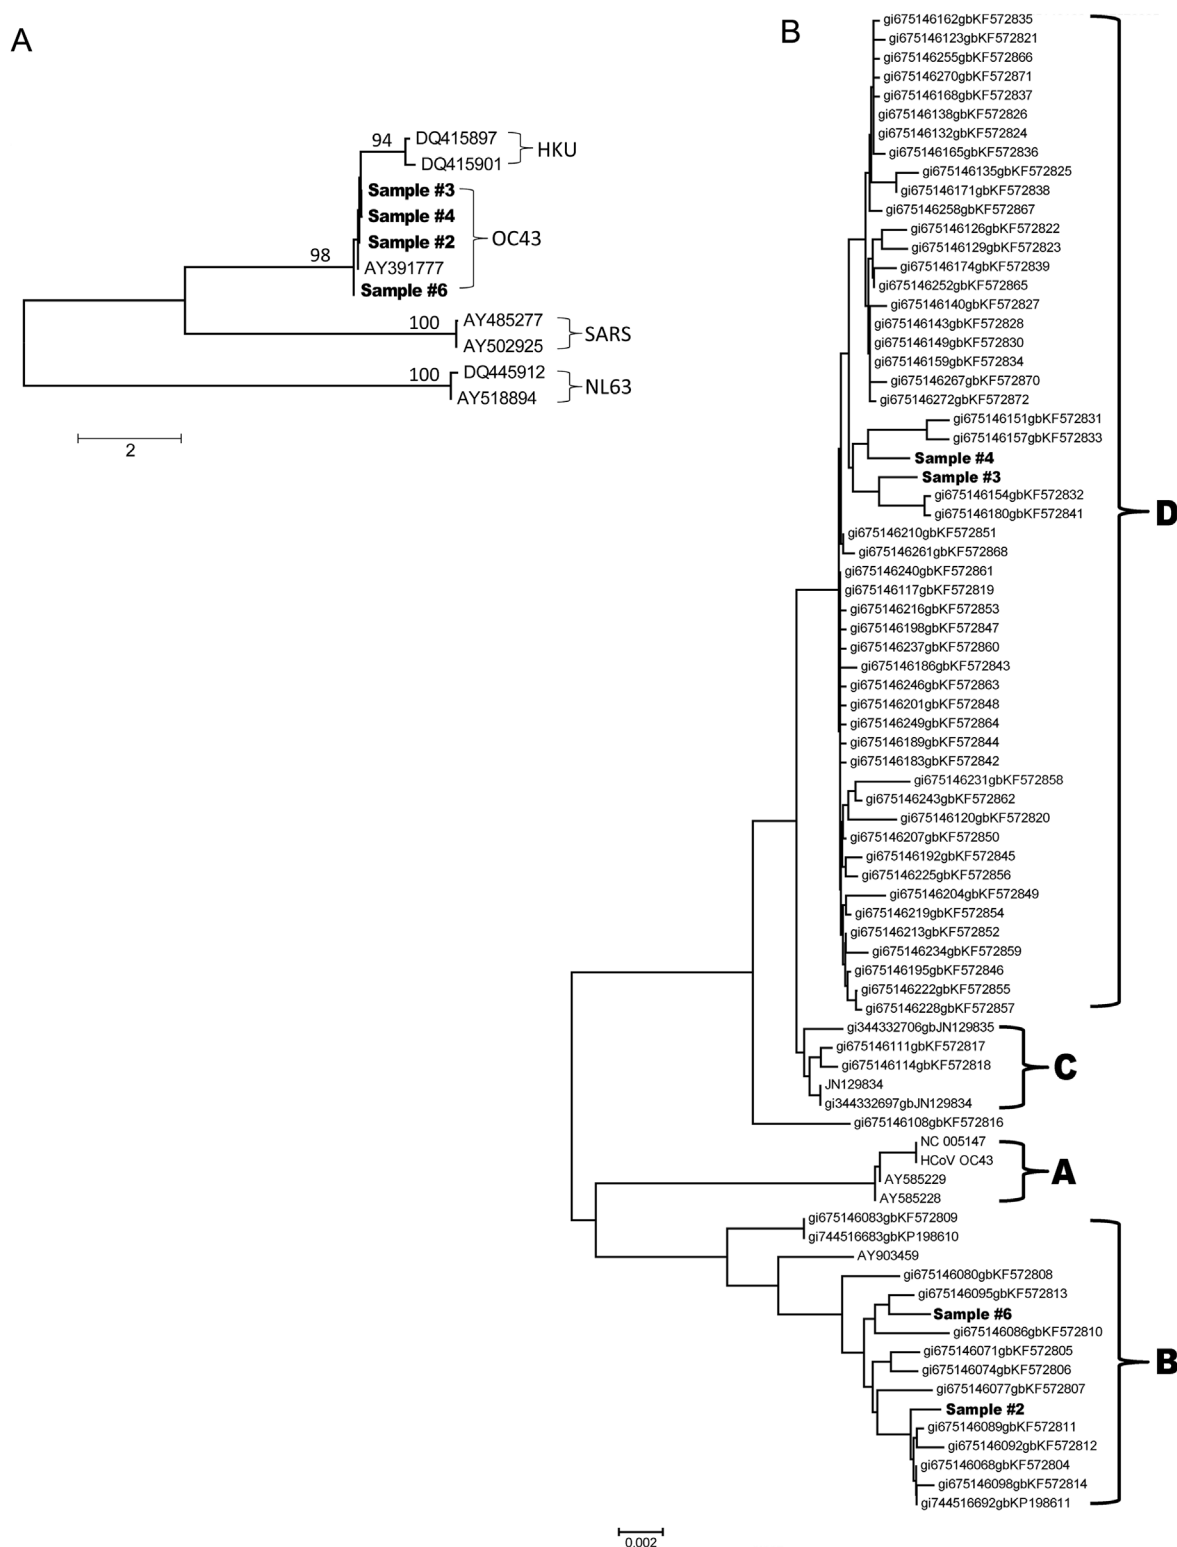 A
94
DQ415897
DQ415901
HKU
Sample #3
Sample #4
Sample #2
AY391777
Sample #6
OC43
98
100
AY485277
AY502925
SARS
100
DQ445912
AY518894
NL63
2
B
gi675146162gbKF572835
gi675146123gbKF572821
gi675146255gbKF572866
gi675146270gbKF572871
gi675146168gbKF572837
gi675146138gbKF572826
gi675146132gbKF572824
gi675146165gbKF572836
gi675146135gbKF572825
gi675146171gbKF572838
gi675146258gbKF572867
gi675146126gbKF572822
gi675146129gbKF572823
gi675146174gbKF572839
gi675146252gbKF572865
gi675146140gbKF572827
gi675146143gbKF572828
gi675146149gbKF572830
gi675146159gbKF572834
gi675146267gbKF572870
gi675146272gbKF572872
gi675146151gbKF572831
gi675146157gbKF572833
Sample #4
Sample #3
gi675146154gbKF572832
gi675146180gbKF572841
gi675146210gbKF572851
gi675146261gbKF572868
gi675146240gbKF572861
gi675146117gbKF572819
gi675146216gbKF572853
gi675146198gbKF572847
gi675146237gbKF572860
gi675146186gbKF572843
gi675146246gbKF572863
gi675146201gbKF572848
gi675146249gbKF572864
gi675146189gbKF572844
gi675146183gbKF572842
gi675146231gbKF572858
gi675146243gbKF572862
gi675146120gbKF572820
gi675146207gbKF572850
gi675146192gbKF572845
gi675146225gbKF572856
gi675146204gbKF572849
gi675146219gbKF572854
gi675146213gbKF572852
gi675146234gbKF572859
gi675146195gbKF572846
gi675146222gbKF572855
gi675146228gbKF572857
D
gi344332706gbJN129835
gi675146111gbKF572817
gi675146114gbKF572818
JN129834
gi344332697gbJN129834
C
gi675146108gbKF572816
NC 005147
HCoV OC43
AY585229
AY585228
A
gi675146083gbKF572809
gi744516683gbKP198610
AY903459
gi675146080gbKF572808
gi675146095gbKF572813
Sample #6
gi675146086gbKF572810
gi675146071gbKF572805
gi675146074gbKF572806
gi675146077gbKF572807
Sample #2
gi675146089gbKF572811
gi675146092gbKF572812
gi675146068gbKF572804
gi675146098gbKF572814
gi744516692gbKP198611
B
0.002